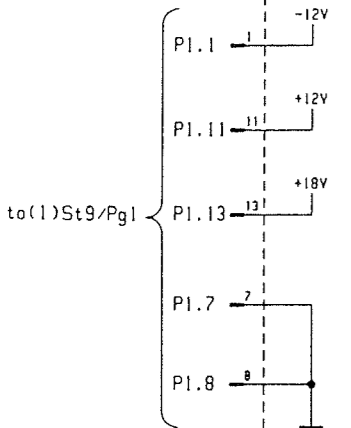 -12V
P1.1 1
+12V
P1.11 11
+18V
to(1)St9/Pg1 P1.13 13
P1.7 7
P1.8 8